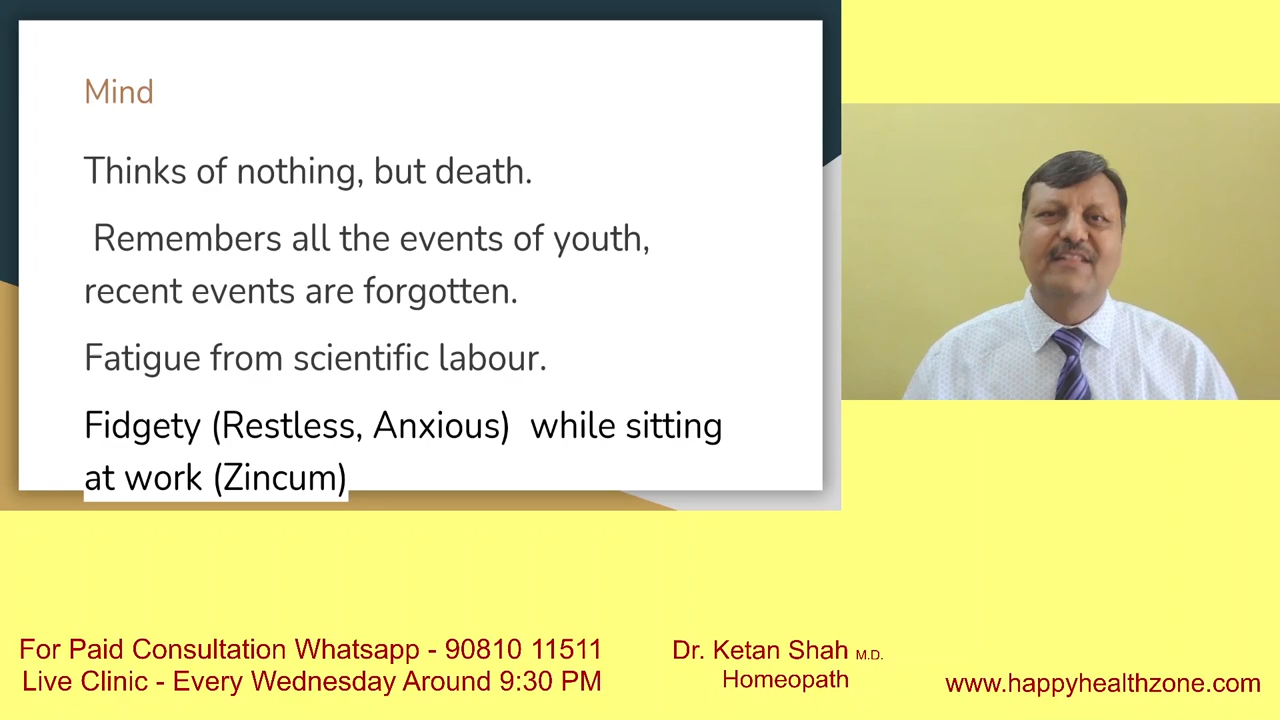 Mind
Thinks of nothing, but death.
Remembers all the events of youth,
recent events are forgotten.
Fatigue from scientific labour.
Fidgety (Restless, Anxious) while sitting
at work (Zincum)
For Paid Consultation Whatsapp - 90810 11511
Live Clinic - Every Wednesday Around 9:30 PM
Dr. Ketan Shah M.D.
Homeopath
www.happyhealthzone.com